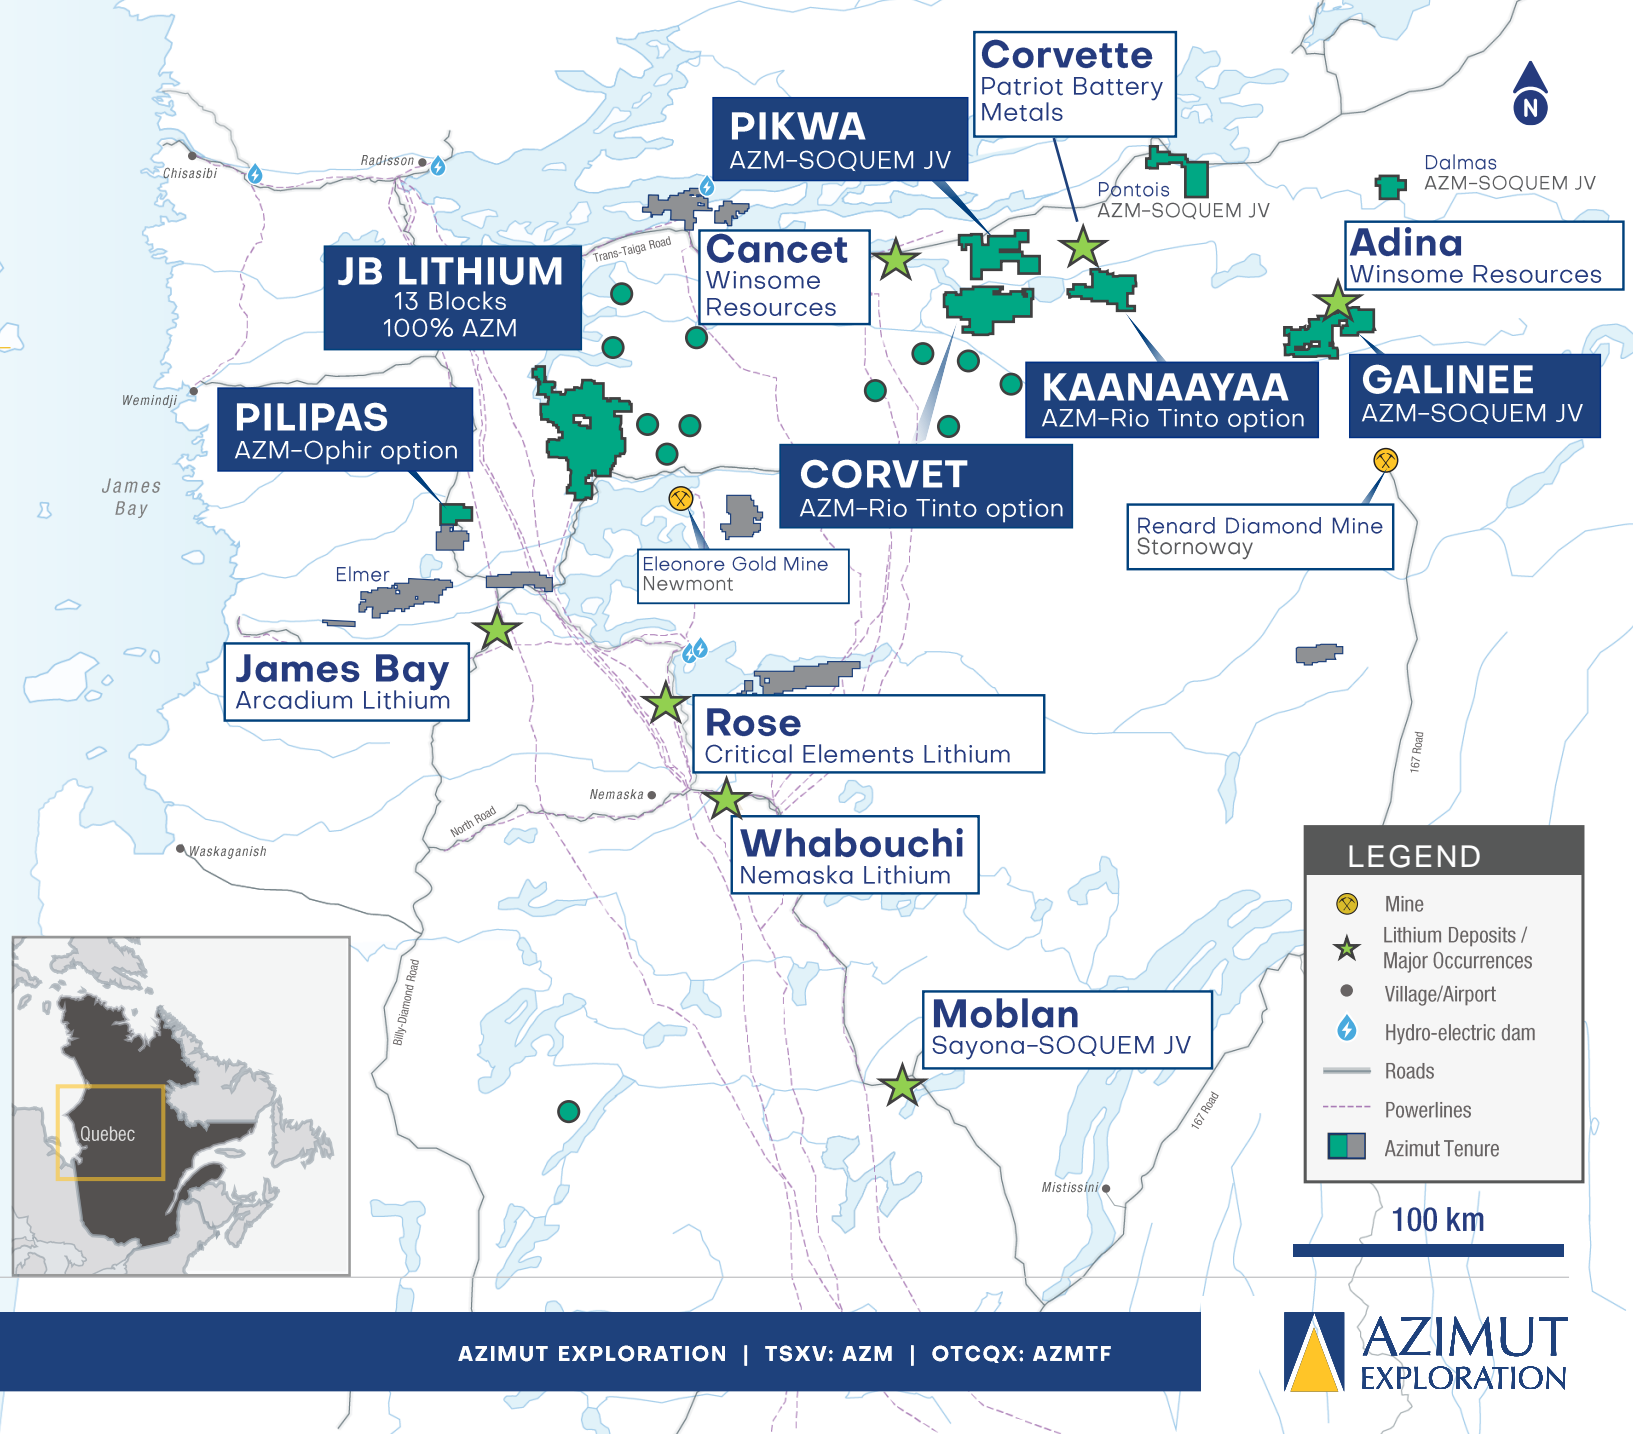 Corvette
Patriot Battery
Metals
N
PIKWA
AZM–SOQUEM JV
Radisson
Chisasibi
Pontois
AZM–SOQUEM JV
Dalmas
AZM–SOQUEM JV
Trans-Taiga Road
Cancet
Winsome
Resources
Adina
Winsome Resources
JB LITHIUM
13 Blocks
100% AZM
KAANAAYAA
AZM–Rio Tinto option
GALINEE
AZM–SOQUEM JV
Wemindji
PILIPAS
AZM–Ophir option
CORVET
AZM–Rio Tinto option
James
Bay
Renard Diamond Mine
Stornoway
Eleonore Gold Mine
Newmont
Elmer
James Bay
Arcadium Lithium
Rose
Critical Elements Lithium
167 Road
Nemaska
North Road
Whabouchi
Nemaska Lithium
Waskaganish
Billy-Diamond Road
Moblan
Sayona–SOQUEM JV
167 Road
Mistissini
Quebec
LEGEND
Mine
Lithium Deposits /
Major Occurrences
Village/Airport
Hydro-electric dam
Roads
Powerlines
Azimut Tenure
100 km
AZIMUT EXPLORATION | TSXV: AZM | OTCQX: AZMTF
AZIMUT
EXPLORATION